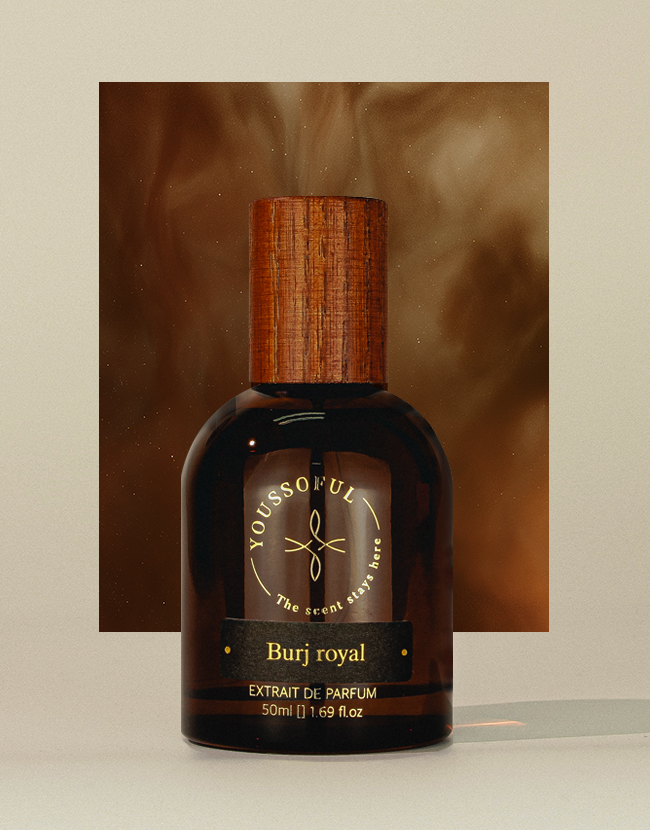 YOUSSOFUL
The scent stays here
Burj royal
EXTRAIT DE PARFUM
50ml [] 1.69 fl.oz